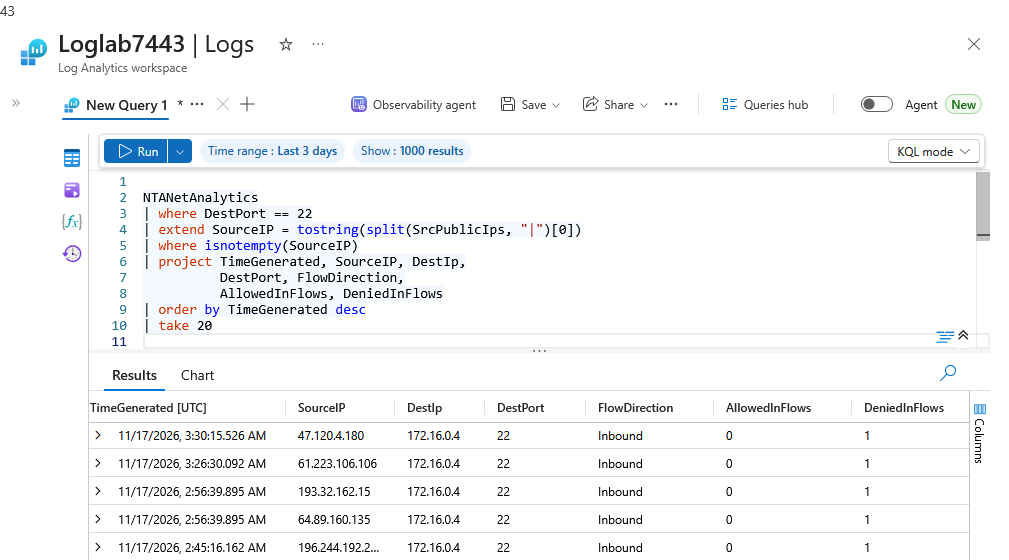 43
Loglab7443 | Logs
Log Analytics workspace
New Query 1 *
Observability agent
Save
Share
Queries hub
Agent
New
Run
Time range : Last 3 days
Show : 1000 results
KQL mode
1
2 NTANetAnalytics
3 | where DestPort == 22
4 | extend SourceIP = tostring(split(SrcPublicIps, "|")[0])
5 | where isnotempty(SourceIP)
6 | project TimeGenerated, SourceIP, DestIp,
7 DestPort, FlowDirection,
8 AllowedInFlows, DeniedInFlows
9 | order by TimeGenerated desc
10 | take 20
11
Results Chart
TimeGenerated [UTC] SourceIP DestIp DestPort FlowDirection AllowedInFlows DeniedInFlows
11/17/2026, 3:30:15.526 AM 47.120.4.180 172.16.0.4 22 Inbound 0 1
11/17/2026, 3:26:30.092 AM 61.223.106.106 172.16.0.4 22 Inbound 0 1
11/17/2026, 2:56:39.895 AM 193.32.162.15 172.16.0.4 22 Inbound 0 1
11/17/2026, 2:56:39.895 AM 64.89.160.135 172.16.0.4 22 Inbound 0 1
11/17/2026, 2:45:16.162 AM 196.244.192.2... 172.16.0.4 22 Inbound 0 1
Columns